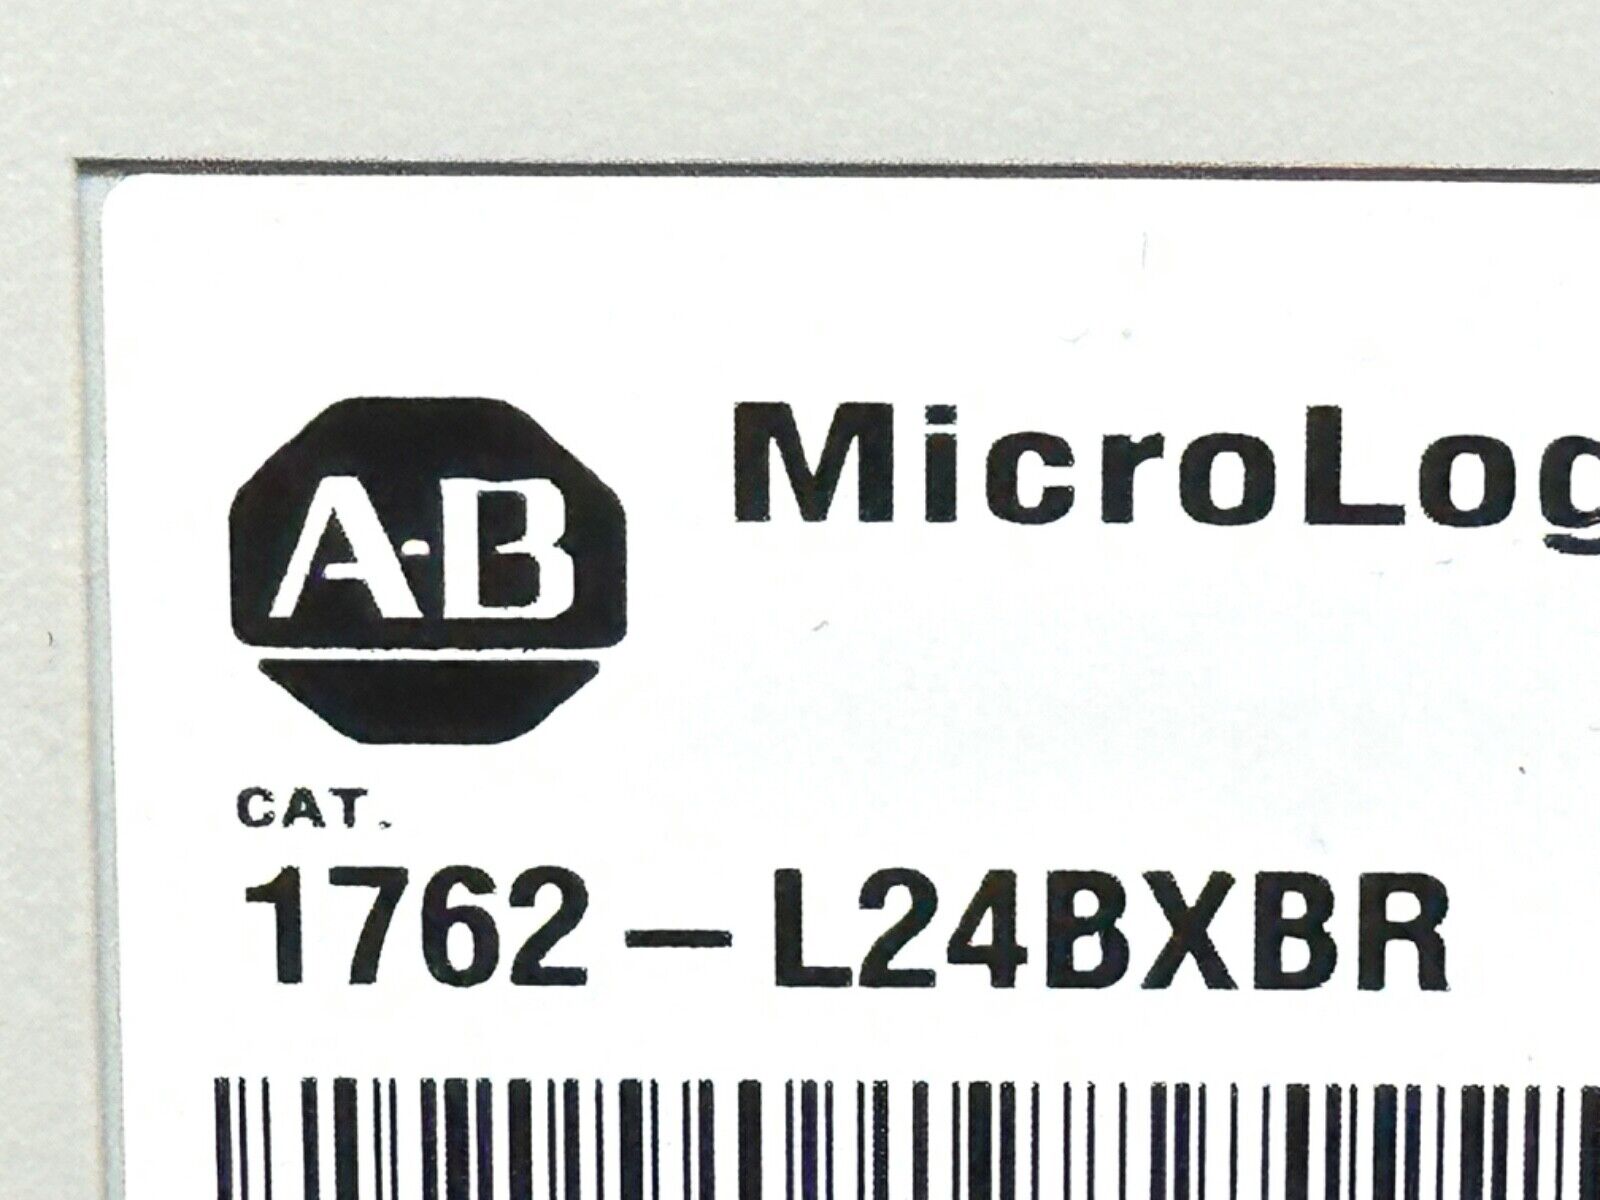 A-B
MicroLog
CAT.
1762-L24BXBR